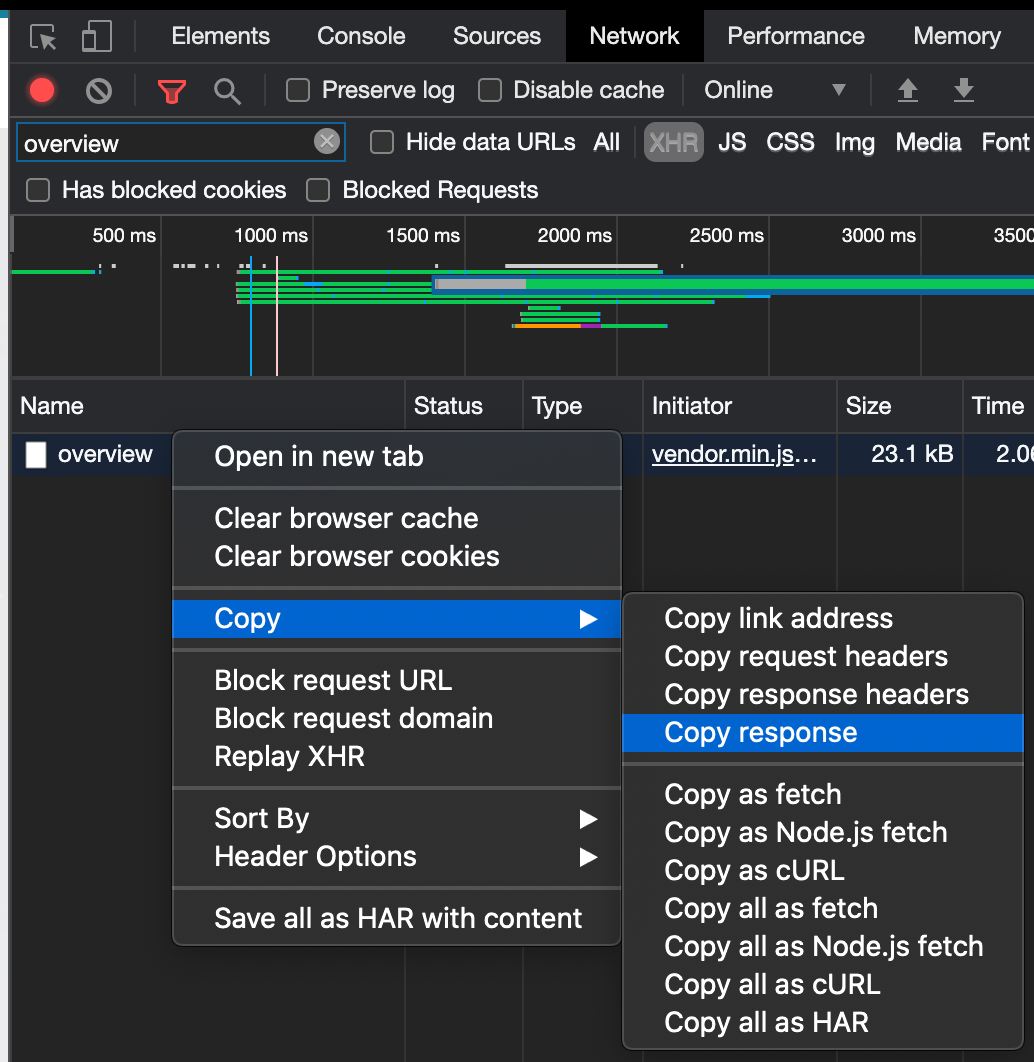 Elements Console Sources Network Performance Memory
Preserve log Disable cache Online
overview Hide data URLs All XHR JS CSS Img Media Font
Has blocked cookies Blocked Requests
500 ms 1000 ms 1500 ms 2000 ms 2500 ms 3000 ms 3500
Name Status Type Initiator Size Time
overview vendor.min.js… 23.1 kB 2.06
Open in new tab
Clear browser cache
Clear browser cookies
Copy
Block request URL
Block request domain
Replay XHR
Sort By
Header Options
Save all as HAR with content
Copy link address
Copy request headers
Copy response headers
Copy response
Copy as fetch
Copy as Node.js fetch
Copy as cURL
Copy all as fetch
Copy all as Node.js fetch
Copy all as cURL
Copy all as HAR